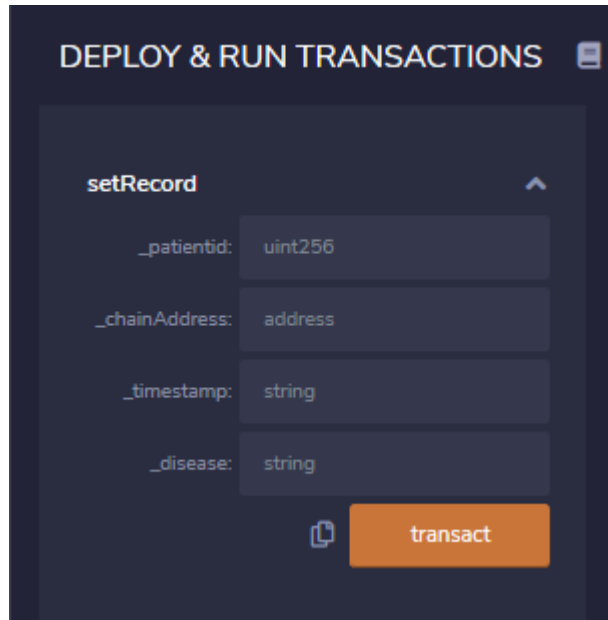 DEPLOY & RUN TRANSACTIONS
setRecord
_patientid: uint256
_chainAddress: address
_timestamp: string
_disease: string
transact